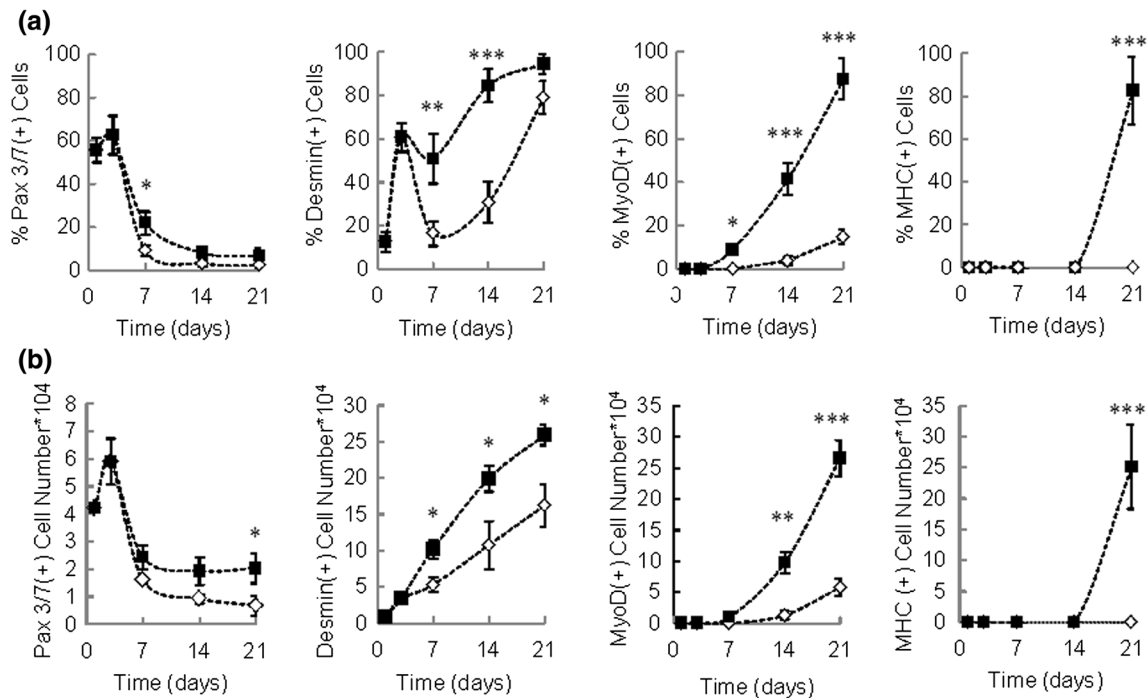 (a)
% Pax 3/7(+) Cells
100
80
60
40
20
0
*
0 7 14 21
Time (days)
% Desmin(+) Cells
100
80
60
40
20
0
**
***
0 7 14 21
Time (days)
% MyoD(+) Cells
100
80
60
40
20
0
*
***
***
0 7 14 21
Time (days)
% MHC(+) Cells
100
80
60
40
20
0
***
0 7 14 21
Time (days)
(b)
Pax 3/7(+) Cell Number*104
8
7
6
5
4
3
2
1
0
*
0 7 14 21
Time (days)
Desmin(+) Cell Number*10⁴
30
25
20
15
10
5
0
*
*
*
0 7 14 21
Time (days)
MyoD(+) Cell Number*10⁴
35
30
25
20
15
10
5
0
**
***
0 7 14 21
Time (days)
MHC (+) Cell Number*10⁴
35
30
25
20
15
10
5
0
***
0 7 14 21
Time (days)